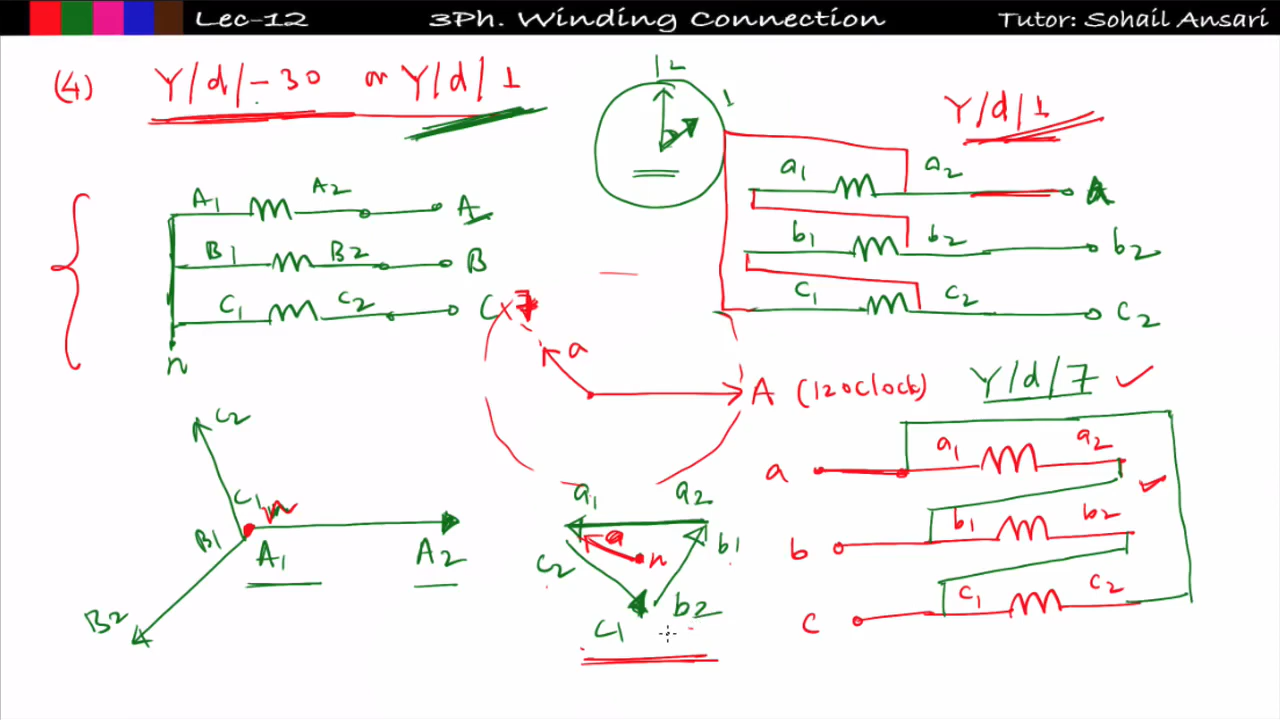 Lec-12 3Ph. Winding Connection Tutor: Sohail Ansari
(4) Y/d/-30 or Y/d/1
12
1
Y/d/1
A1 A2 A
B1 B2 B
C1 C2 C
n
a1 a2
b1 b2 b2
c1 c2 c2
7
a
A (12 oclock)
Y/d/7
C2
C1 n
B1 A1 A2
B2
a1 a2
a n
c2 b1
c1 b2
a a1 a2
b b1 b2
c c1 c2